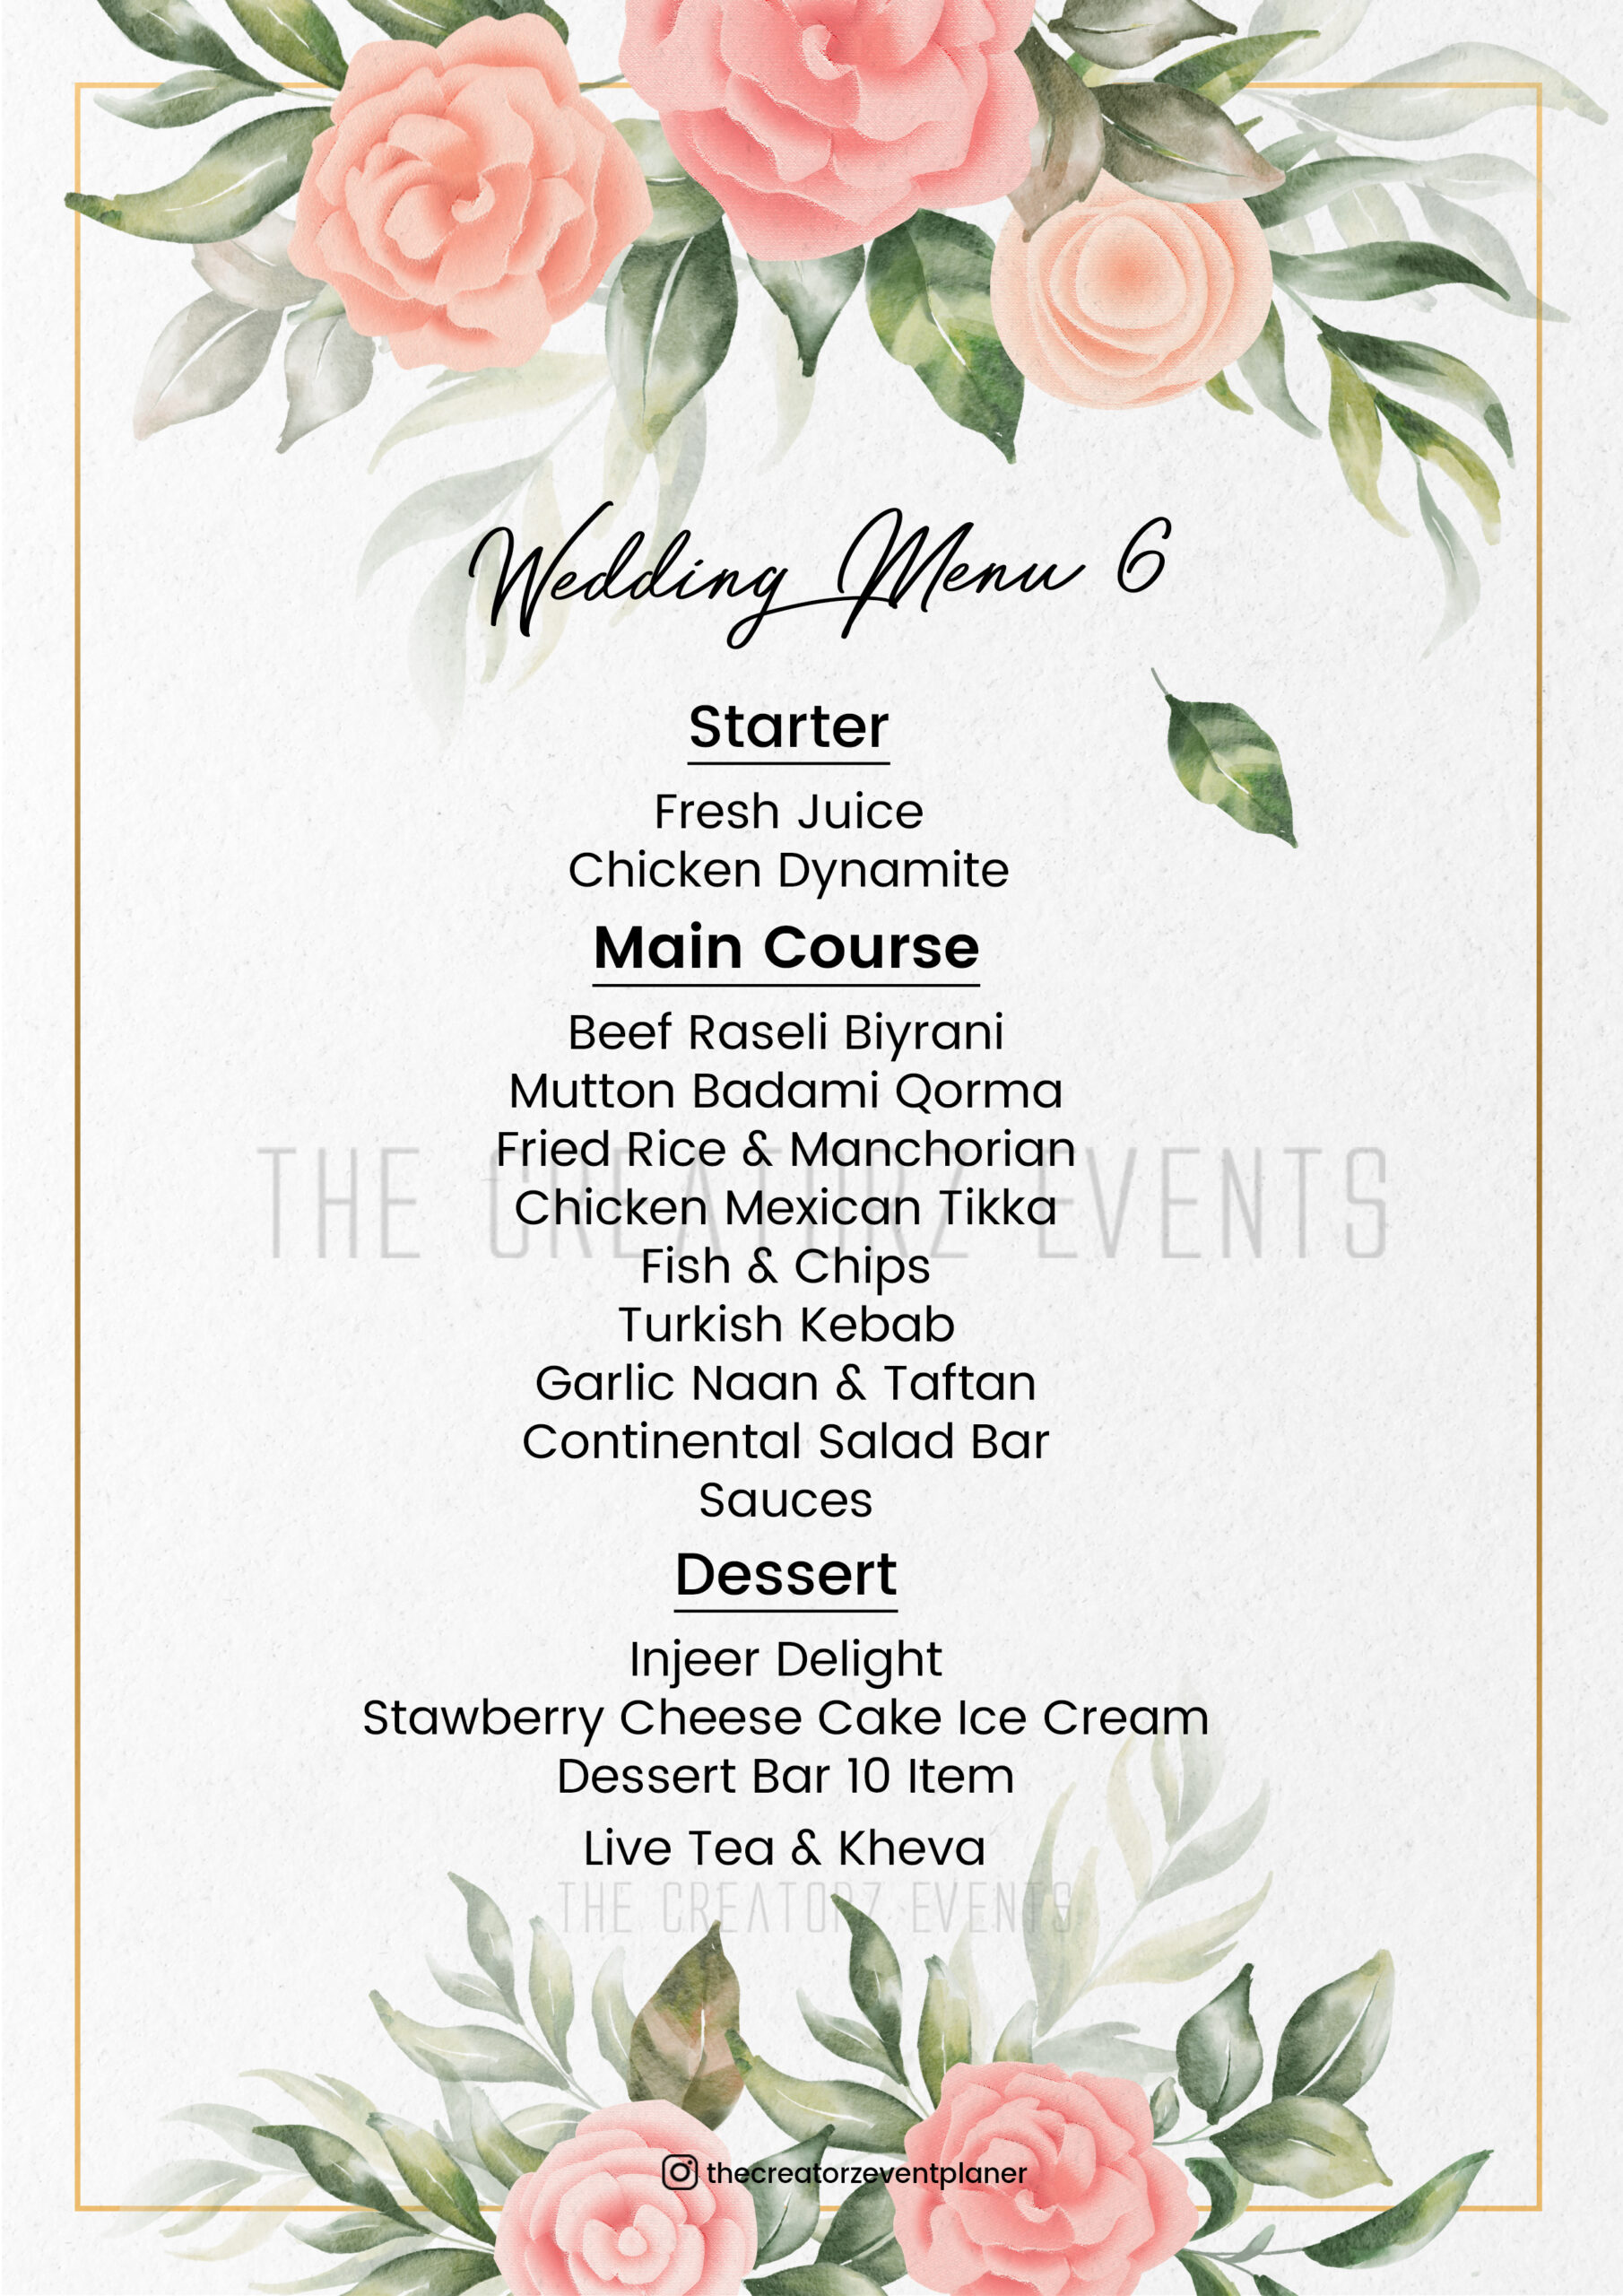 Wedding Menu 6
Starter
Fresh Juice
Chicken Dynamite
Main Course
Beef Raseli Biyrani
Mutton Badami Qorma
Fried Rice & Manchorian
THE CREATORZ EVENTS
Chicken Mexican Tikka
Fish & Chips
Turkish Kebab
Garlic Naan & Taftan
Continental Salad Bar
Sauces
Dessert
Injeer Delight
Stawberry Cheese Cake Ice Cream
Dessert Bar 10 Item
Live Tea & Kheva
THE CREATORZ EVENTS
thecreatorzeventplaner